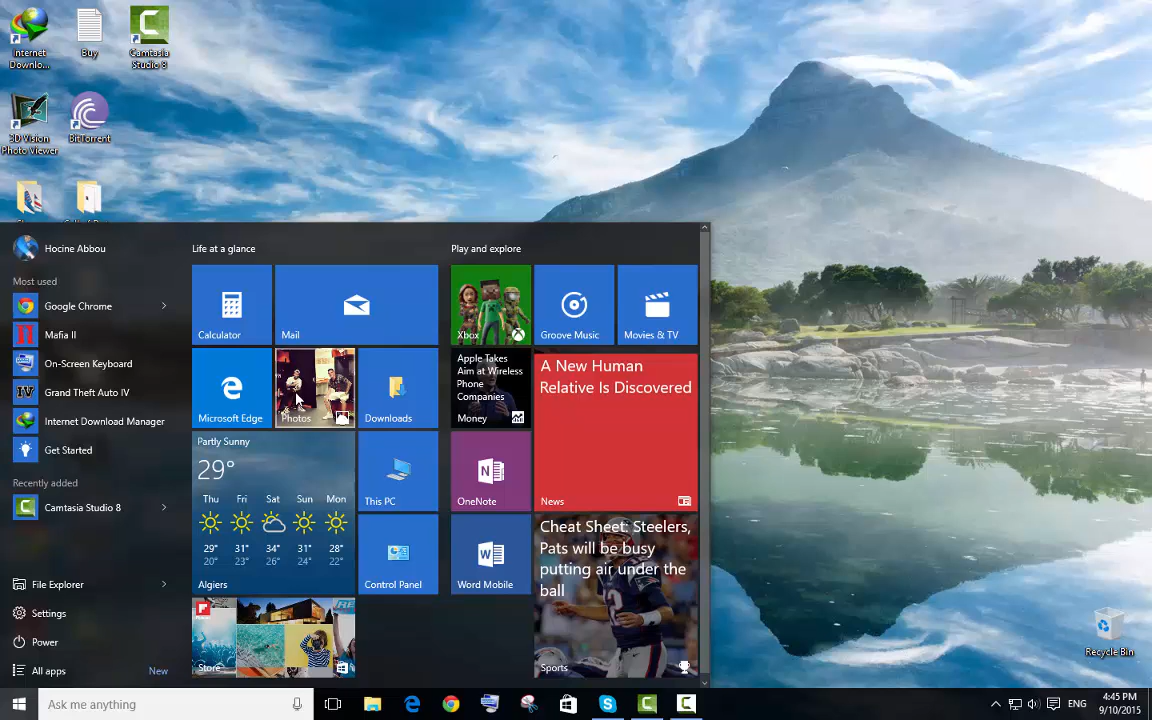 Internet
Downlo...
Buy
Camtasia
Studio 8
3D Vision
Photo Viewer
BitTorrent
Hocine Abbou
Most used
Google Chrome
Mafia II
On-Screen Keyboard
Grand Theft Auto IV
Internet Download Manager
Get Started
Recently added
Camtasia Studio 8
File Explorer
Settings
Power
All apps
New
Life at a glance
Calculator
Mail
Microsoft Edge
Photos
Downloads
Partly Sunny
29°
Thu Fri Sat Sun Mon
29° 31° 34° 31° 28°
20° 23° 26° 24° 22°
Algiers
This PC
Control Panel
Store
Play and explore
Xbox
Groove Music
Movies & TV
Apple Takes
Aim at Wireless
Phone
Companies
Money
A New Human
Relative Is Discovered
News
OneNote
Word Mobile
Cheat Sheet: Steelers,
Pats will be busy
putting air under the
ball
Sports
Recycle Bin
Ask me anything
ENG
4:45 PM
9/10/2015